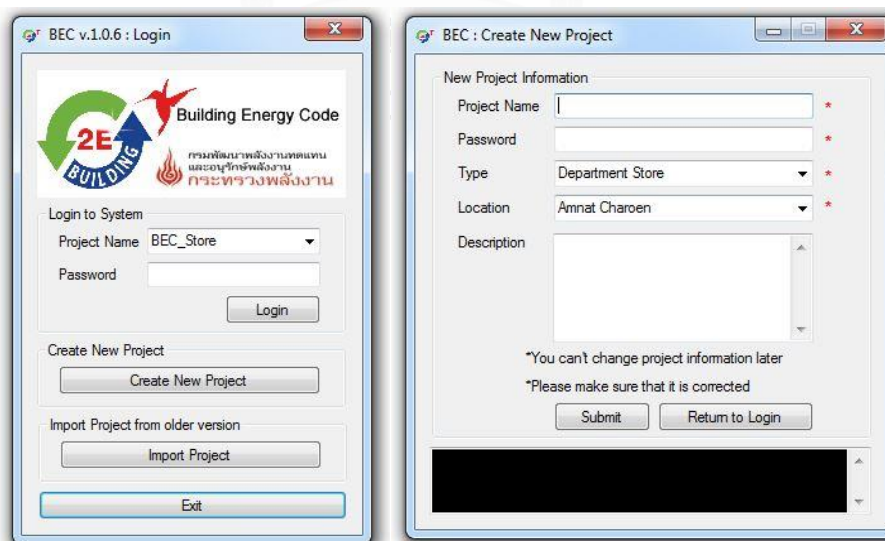 BEC v.1.0.6 : Login
2E
BUILDING
Building Energy Code
กรมพัฒนาพลังงานทดแทน
และอนุรักษ์พลังงาน
กระทรวงพลังงาน
Login to System
Project Name BEC_Store
Password
Login
Create New Project
Create New Project
Import Project from older version
Import Project
Exit
BEC : Create New Project
New Project Information
Project Name *
Password *
Type Department Store *
Location Amnat Charoen *
Description
*You can't change project information later
*Please make sure that it is corrected
Submit Return to Login